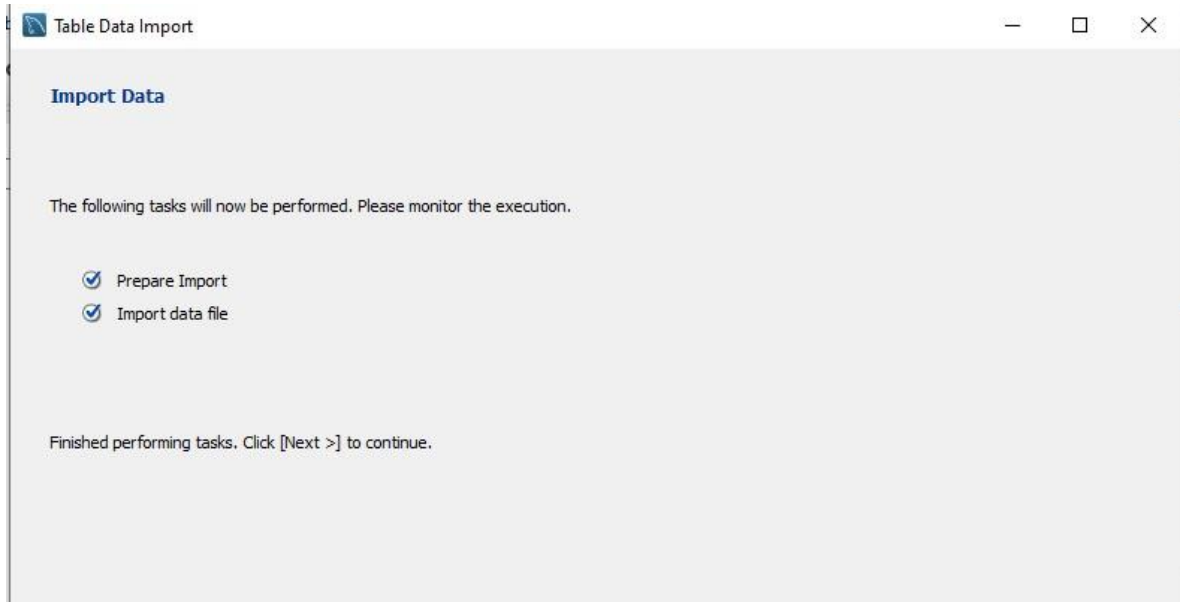 Table Data Import
Import Data
The following tasks will now be performed. Please monitor the execution.
Prepare Import
Import data file
Finished performing tasks. Click [Next >] to continue.